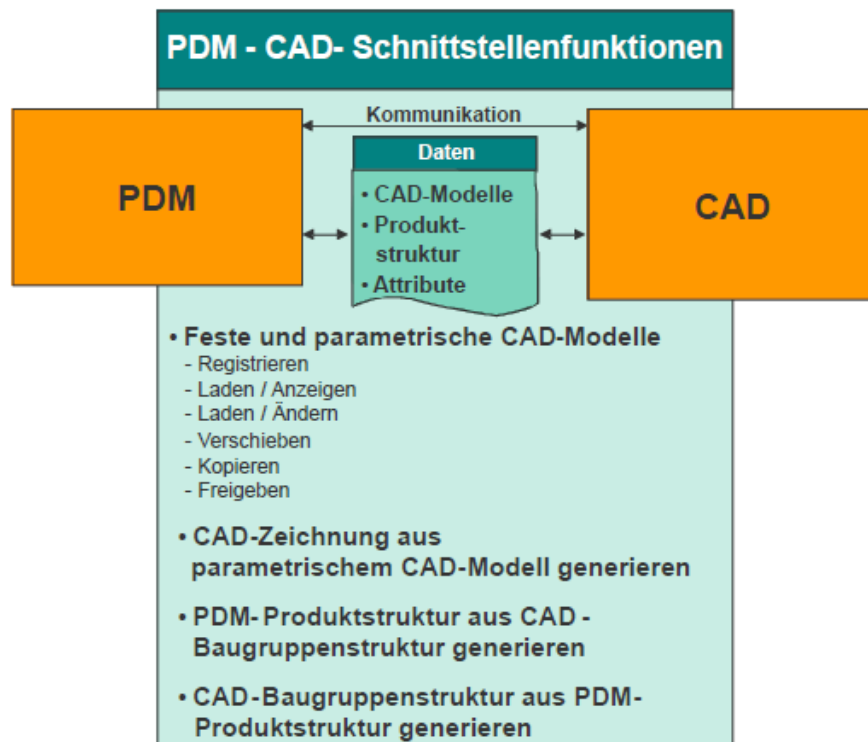 PDM - CAD- Schnittstellenfunktionen
Kommunikation
PDM
Daten
• CAD-Modelle
• Produkt-
struktur
• Attribute
CAD
• Feste und parametrische CAD-Modelle
- Registrieren
- Laden / Anzeigen
- Laden / Ändern
- Verschieben
- Kopieren
- Freigeben
• CAD-Zeichnung aus
parametrischem CAD-Modell generieren
• PDM-Produktstruktur aus CAD -
Baugruppenstruktur generieren
• CAD-Baugruppenstruktur aus PDM-
Produktstruktur generieren